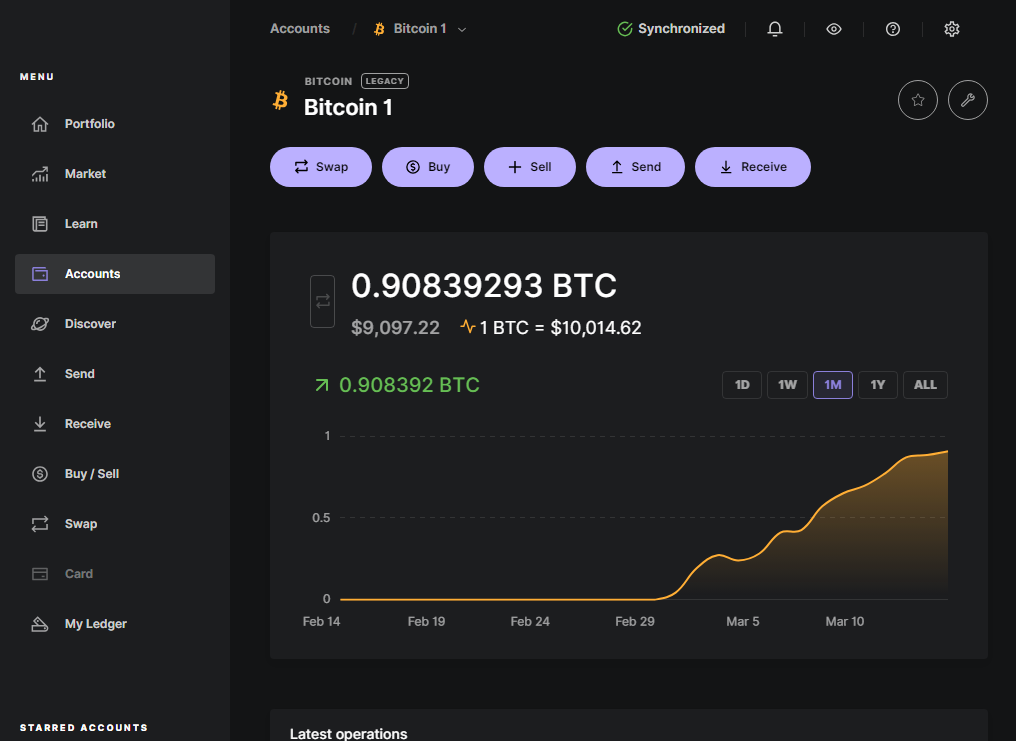 Accounts / Bitcoin 1 Synchronized
MENU
Portfolio
Market
Learn
Accounts
Discover
Send
Receive
Buy / Sell
Swap
Card
My Ledger
STARRED ACCOUNTS
BITCOIN LEGACY
Bitcoin 1
Swap Buy Sell Send Receive
0.90839293 BTC
$9,097.22 1 BTC = $10,014.62
0.908392 BTC 1D 1W 1M 1Y ALL
1
0.5
0
Feb 14 Feb 19 Feb 24 Feb 29 Mar 5 Mar 10
Latest operations